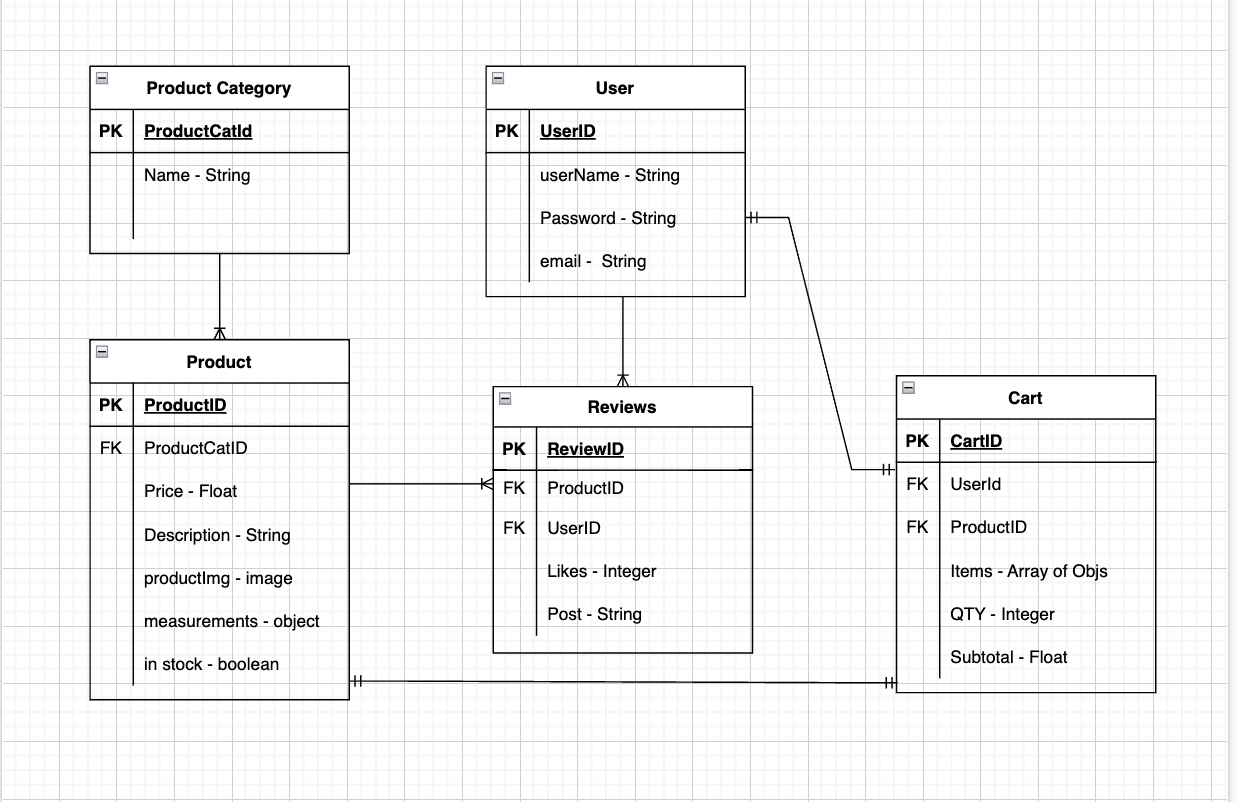 Product Category
PK ProductCatId
Name - String
User
PK UserID
userName - String
Password - String
email -  String
Product
PK ProductID
FK ProductCatID
Price - Float
Description - String
productImg - image
measurements - object
in stock - boolean
Reviews
PK ReviewID
FK ProductID
FK UserID
Likes - Integer
Post - String
Cart
PK CartID
FK UserId
FK ProductID
Items - Array of Objs
QTY - Integer
Subtotal - Float